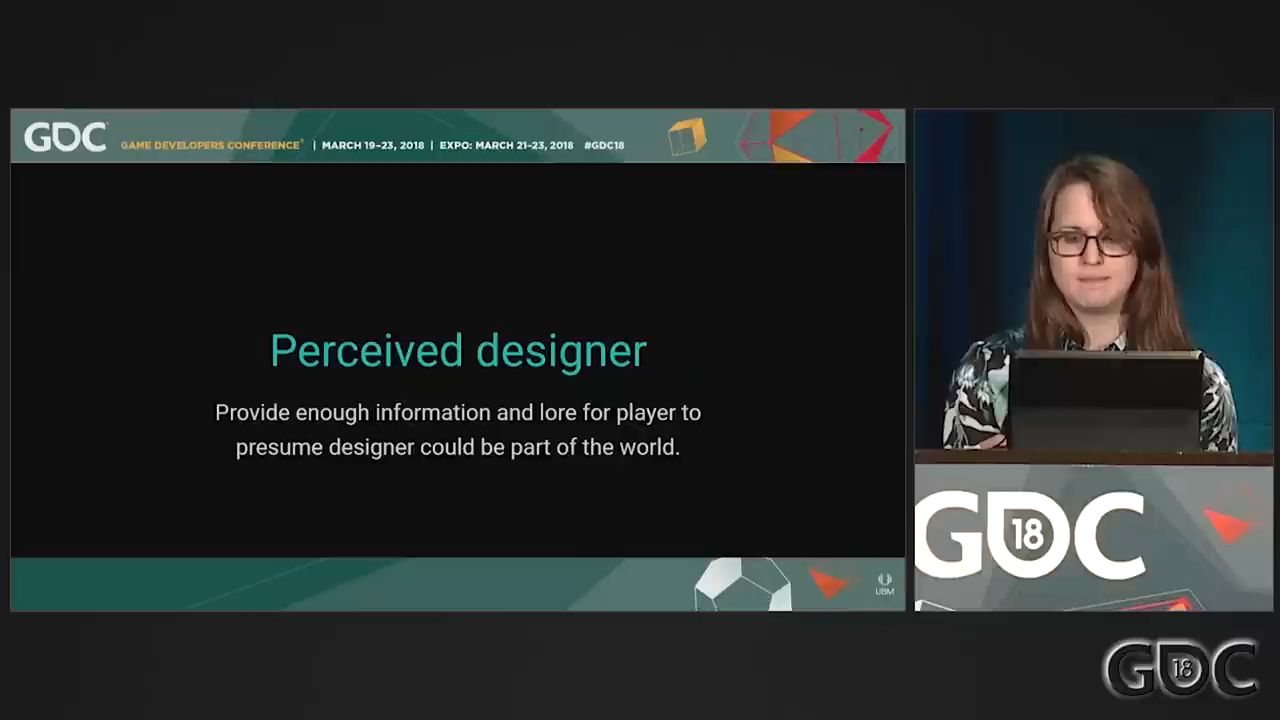 GDC
GAME DEVELOPERS CONFERENCE | MARCH 19–23, 2018 | EXPO: MARCH 21–23, 2018 #GDC18
Perceived designer
Provide enough information and lore for player to
presume designer could be part of the world.
UBM
GDC
18
GDC
18